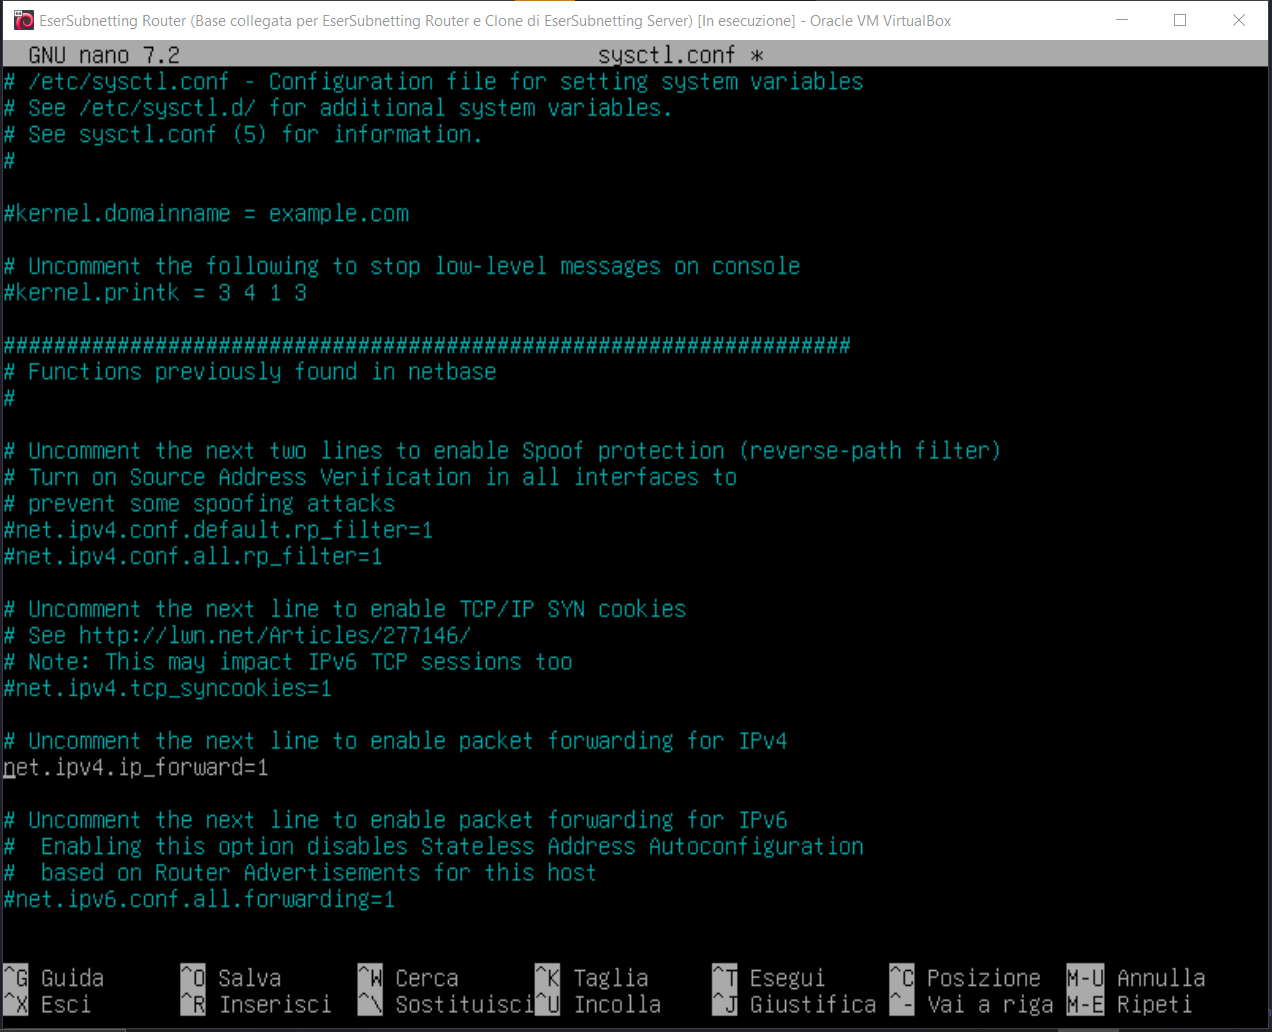 EserSubnetting Router (Base collegata per EserSubnetting Router e Clone di EserSubnetting Server) [In esecuzione] - Oracle VM VirtualBox
GNU nano 7.2 sysctl.conf *
# /etc/sysctl.conf - Configuration file for setting system variables
# See /etc/sysctl.d/ for additional system variables.
# See sysctl.conf (5) for information.
#
#kernel.domainname = example.com
# Uncomment the following to stop low-level messages on console
#kernel.printk = 3 4 1 3
###################################################################
# Functions previously found in netbase
#
# Uncomment the next two lines to enable Spoof protection (reverse-path filter)
# Turn on Source Address Verification in all interfaces to
# prevent some spoofing attacks
#net.ipv4.conf.default.rp_filter=1
#net.ipv4.conf.all.rp_filter=1
# Uncomment the next line to enable TCP/IP SYN cookies
# See http://lwn.net/Articles/277146/
# Note: This may impact IPv6 TCP sessions too
#net.ipv4.tcp_syncookies=1
# Uncomment the next line to enable packet forwarding for IPv4
net.ipv4.ip_forward=1
# Uncomment the next line to enable packet forwarding for IPv6
#  Enabling this option disables Stateless Address Autoconfiguration
#  based on Router Advertisements for this host
#net.ipv6.conf.all.forwarding=1
^G Guida ^O Salva ^W Cerca ^K Taglia ^T Esegui ^C Posizione M-U Annulla
^X Esci ^R Inserisci ^\ Sostituisci ^U Incolla ^J Giustifica ^- Vai a riga M-E Ripeti